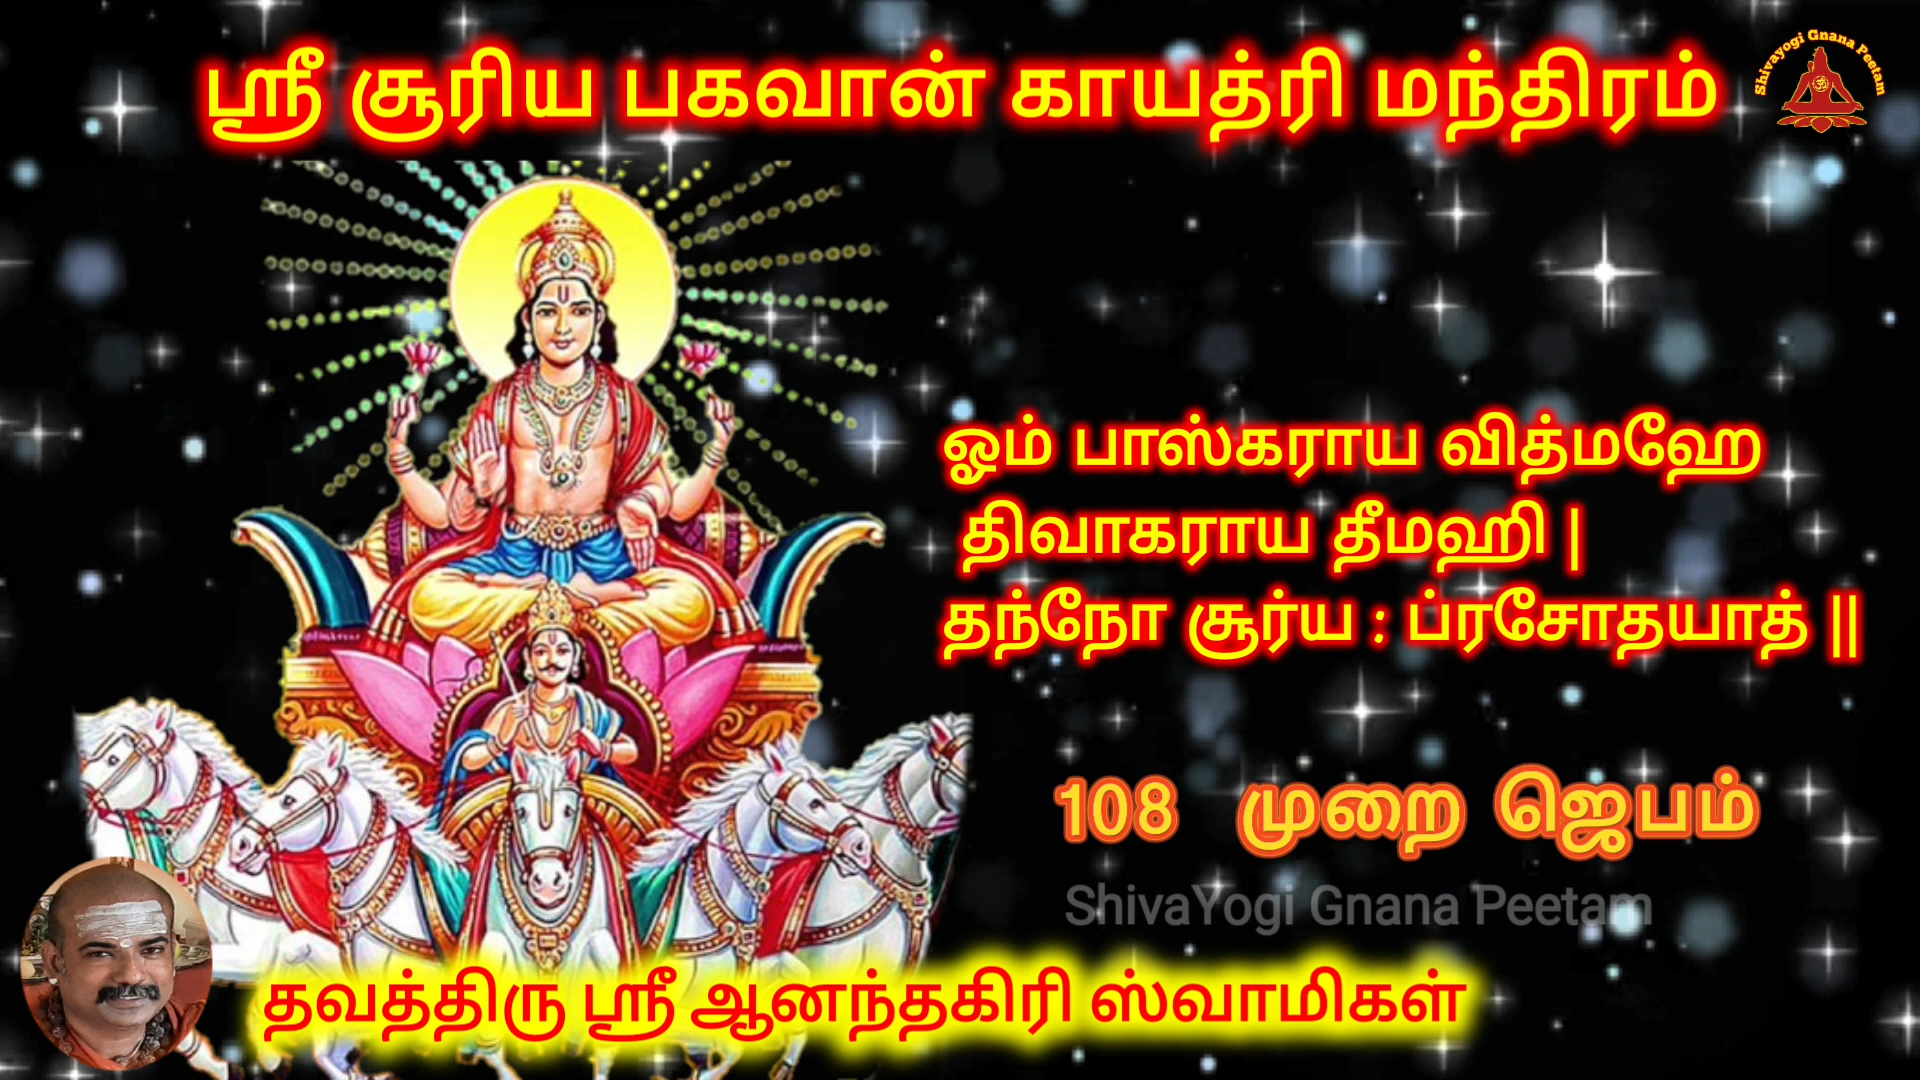 ஸ்ரீ சூரிய பகவான் காயத்ரி மந்திரம்
Shivayogi Gnana Peetam
ஓம் பாஸ்கராய வித்மஹே
திவாகராய தீமஹி |
தந்நோ சூர்ய : ப்ரசோதயாத் ||
108 முறை ஜெபம்
ShivaYogi Gnana Peetam
தவத்திரு ஸ்ரீ ஆனந்தகிரி ஸ்வாமிகள்